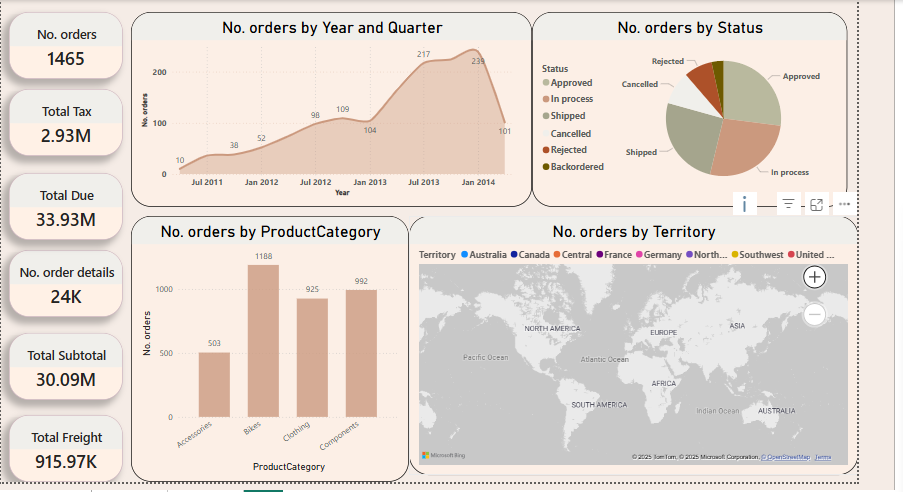 No. orders
1465
Total Tax
2.93M
Total Due
33.93M
No. order details
24K
Total Subtotal
30.09M
Total Freight
915.97K
No. orders by Year and Quarter
No. orders
200
100
0
10
38
52
98
109
104
217
239
101
Jul 2011
Jan 2012
Jul 2012
Jan 2013
Jul 2013
Jan 2014
Year
No. orders by Status
Status
Approved
In process
Shipped
Cancelled
Rejected
Backordered
Rejected
Cancelled
Approved
Shipped
In process
No. orders by ProductCategory
No. orders
1000
500
0
503
1188
925
992
Accessories
Bikes
Clothing
Components
ProductCategory
No. orders by Territory
Territory Australia Canada Central France Germany North... Southwest United ...
NORTH AMERICA
EUROPE
ASIA
Pacific Ocean
Atlantic Ocean
AFRICA
SOUTH AMERICA
Indian Ocean
AUSTRALIA
Microsoft Bing
© 2025 TomTom, © 2025 Microsoft Corporation, © OpenStreetMap Terms